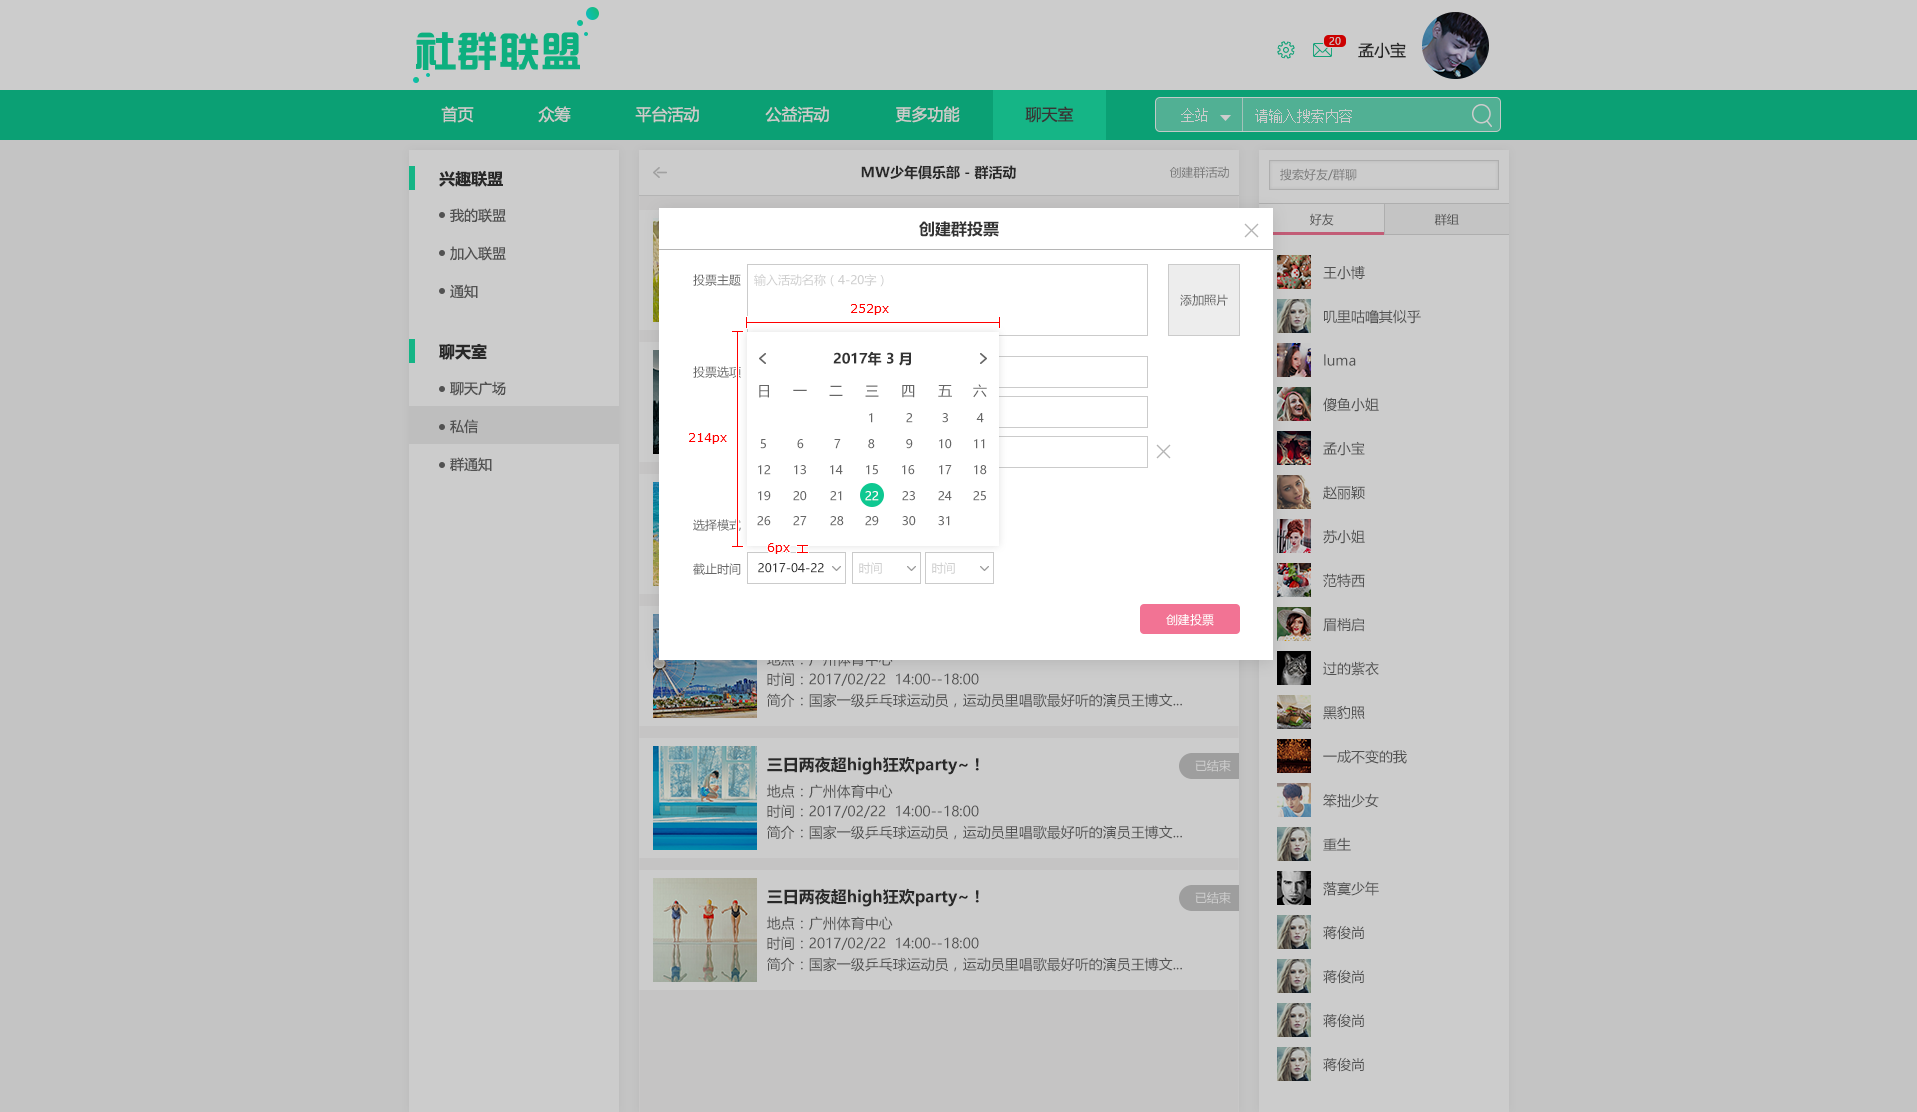 社群联盟
20
孟小宝
首页 众筹 平台活动 公益活动 更多功能 聊天室 全站 请输入搜索内容
兴趣联盟
我的联盟
加入联盟
通知
聊天室
聊天广场
私信
群通知
MW少年俱乐部 - 群活动
创建群活动
创建群投票
投票主题 输入活动名称（4-20字）
添加照片
252px
投票选项
214px
2017年 3 月
日 一 二 三 四 五 六
1 2 3 4
5 6 7 8 9 10 11
12 13 14 15 16 17 18
19 20 21 22 23 24 25
26 27 28 29 30 31
选择模式
6px
截止时间 2017-04-22 时间 时间
创建投票
地点：广州体育中心
时间：2017/02/22 14:00--18:00
简介：国家一级乒乓球运动员，运动员里唱歌最好听的演员王博文...
三日两夜超high狂欢party~！
已结束
地点：广州体育中心
时间：2017/02/22 14:00--18:00
简介：国家一级乒乓球运动员，运动员里唱歌最好听的演员王博文...
三日两夜超high狂欢party~！
已结束
地点：广州体育中心
时间：2017/02/22 14:00--18:00
简介：国家一级乒乓球运动员，运动员里唱歌最好听的演员王博文...
搜索好友/群聊
好友 群组
王小博
叽里咕噜其似乎
luma
傻鱼小姐
孟小宝
赵丽颖
苏小姐
范特西
眉梢启
过的紫衣
黑豹照
一成不变的我
笨拙少女
重生
落寞少年
蒋俊尚
蒋俊尚
蒋俊尚
蒋俊尚